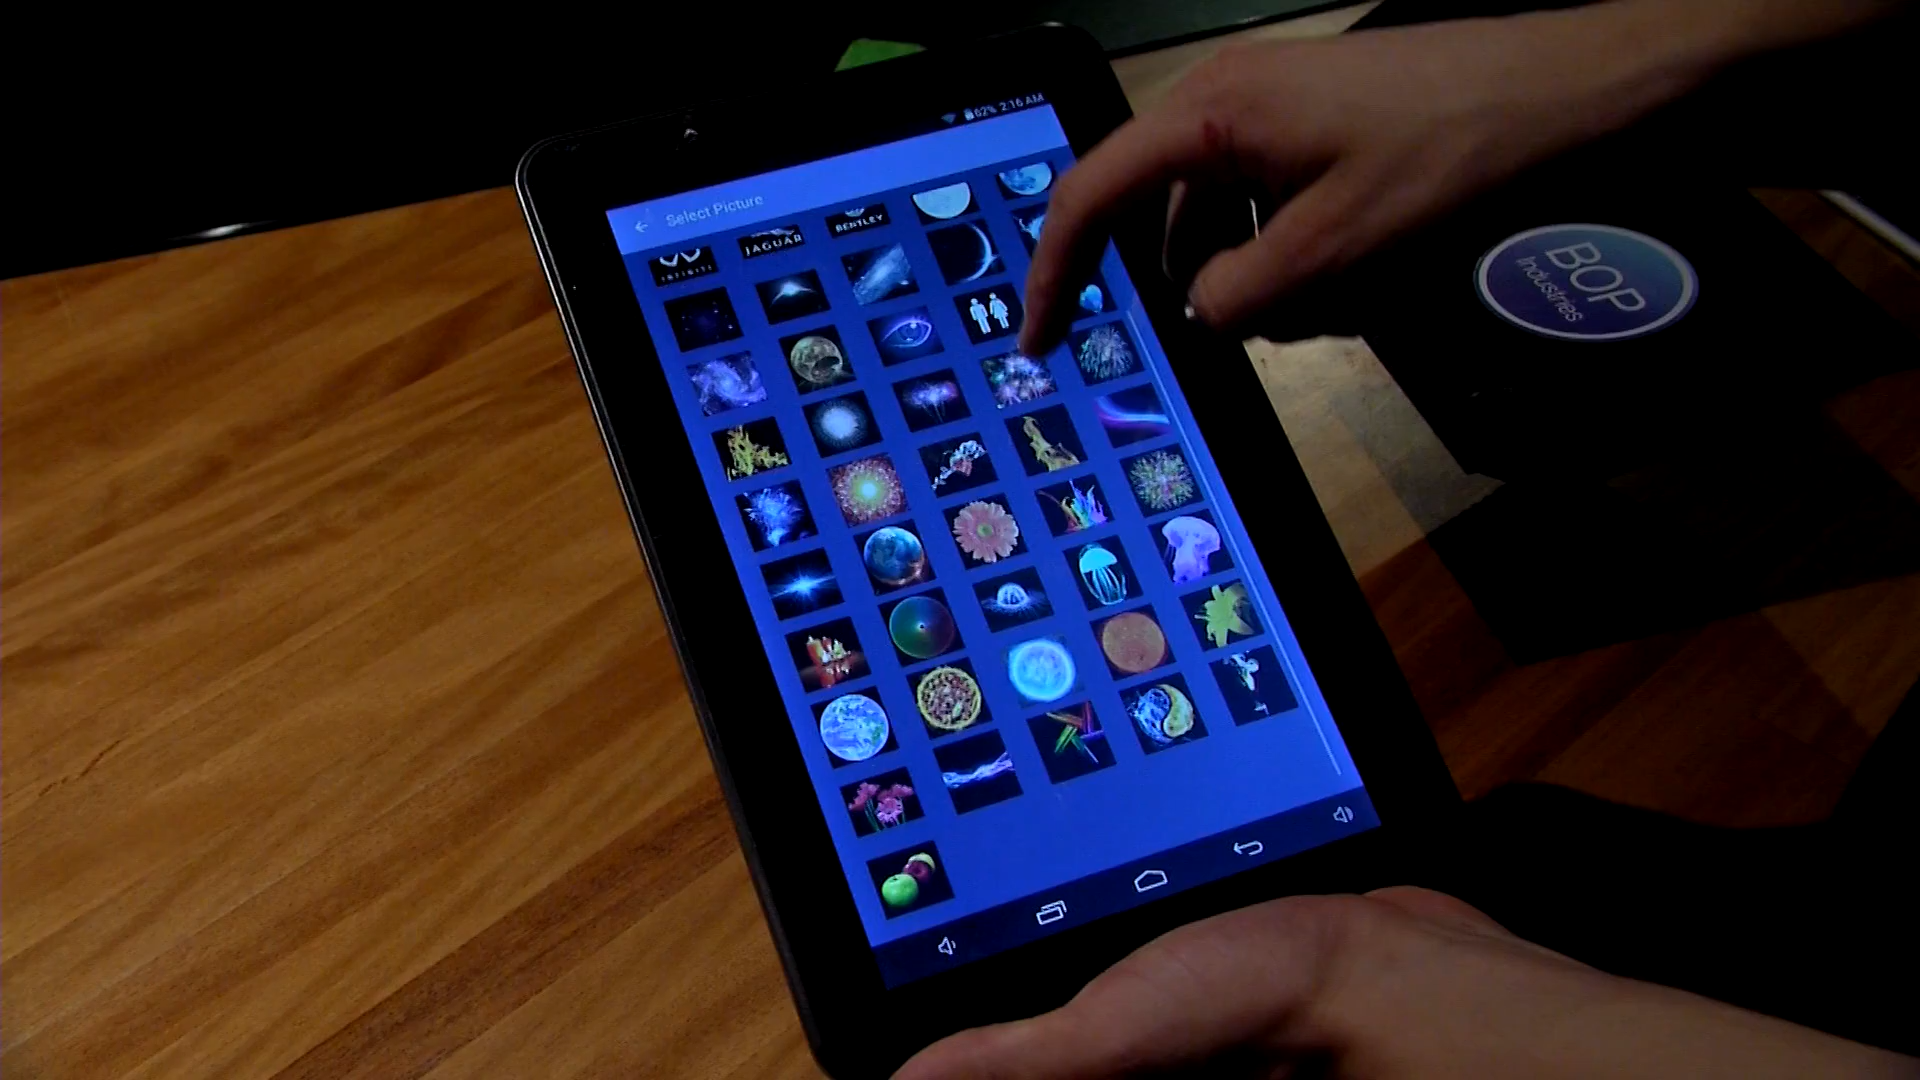 62% 2:16 AM
Select Picture
INFINITI
JAGUAR
BENTLEY
BOP
Industries